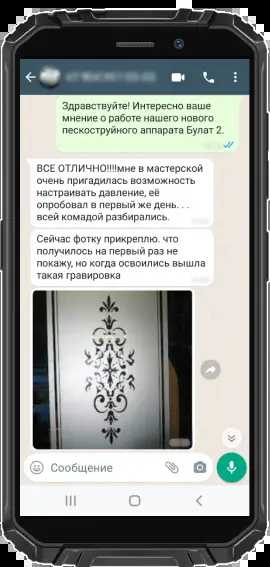 Здравствуйте! Интересно ваше
мнение о работе нашего нового
пескоструйного аппарата Булат 2.
ВСЕ ОТЛИЧНО!!!!мне в мастерской
очень пригадилась возможность
настраивать давление, её
опробовал в первый же день. . .
всей комадой разбирались.
Сейчас фотку прикреплю. что
получилось на первый раз не
покажу, но когда освоились вышла
такая гравировка
Сообщение